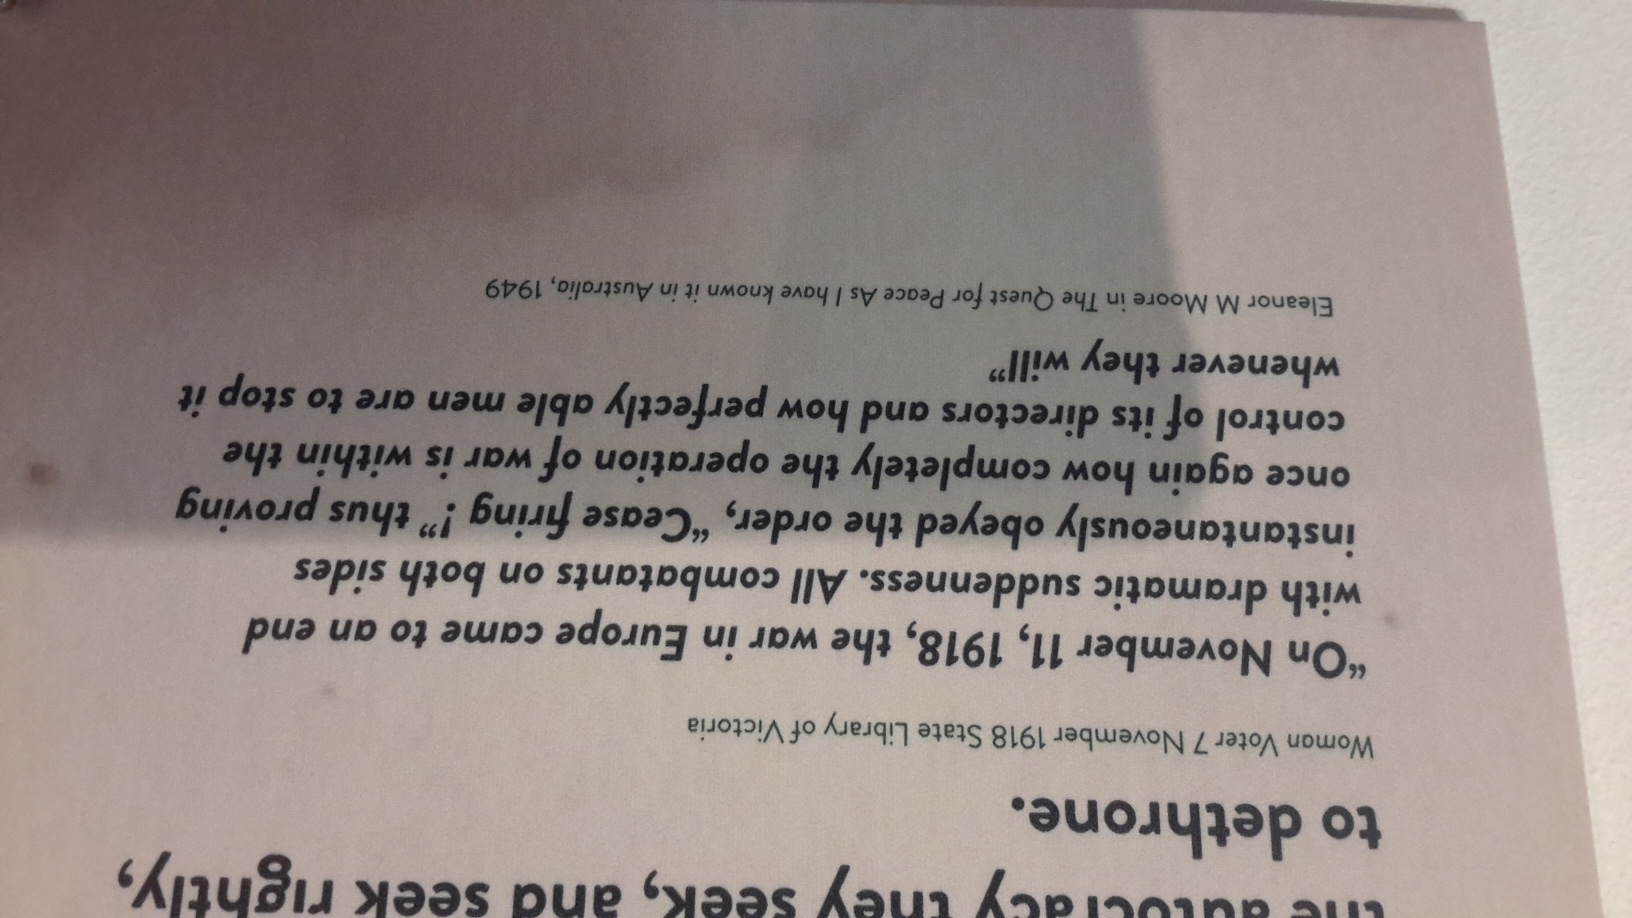 the autocracy they seek, and seek rightly,
to dethrone.
Woman Voter 7 November 1918 State Library of Victoria
“On November 11, 1918, the war in Europe came to an end
with dramatic suddenness. All combatants on both sides
instantaneously obeyed the order, “Cease firing !” thus proving
once again how completely the operation of war is within the
control of its directors and how perfectly able men are to stop it
whenever they will”
Eleanor M Moore in The Quest for Peace As I have known it in Australia, 1949